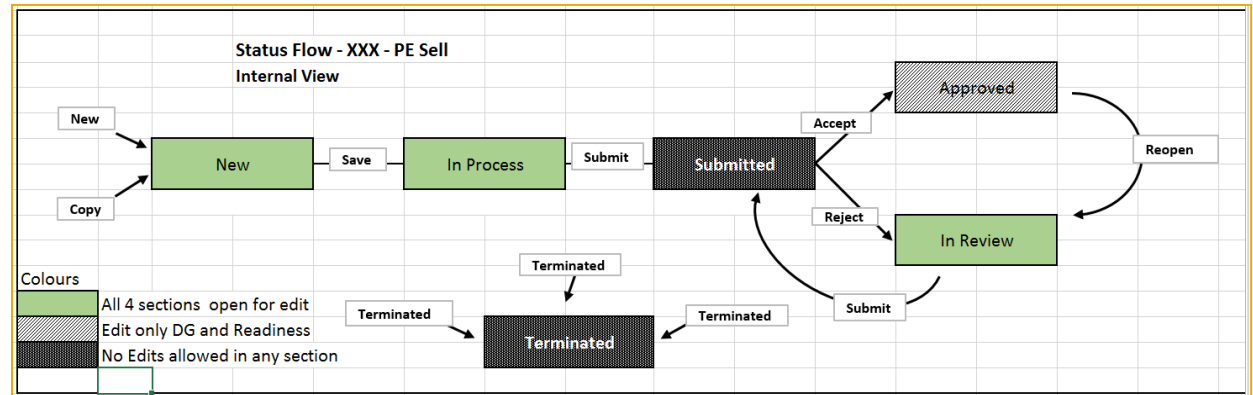 Status Flow - XXX - PE Sell
Internal View
Approved
New
Accept
Reopen
New
Save
In Process
Submit
Submitted
Copy
Reject
In Review
Terminated
Colours
All 4 sections open for edit
Terminated
Terminated
Submit
Edit only DG and Readiness
Terminated
No Edits allowed in any section